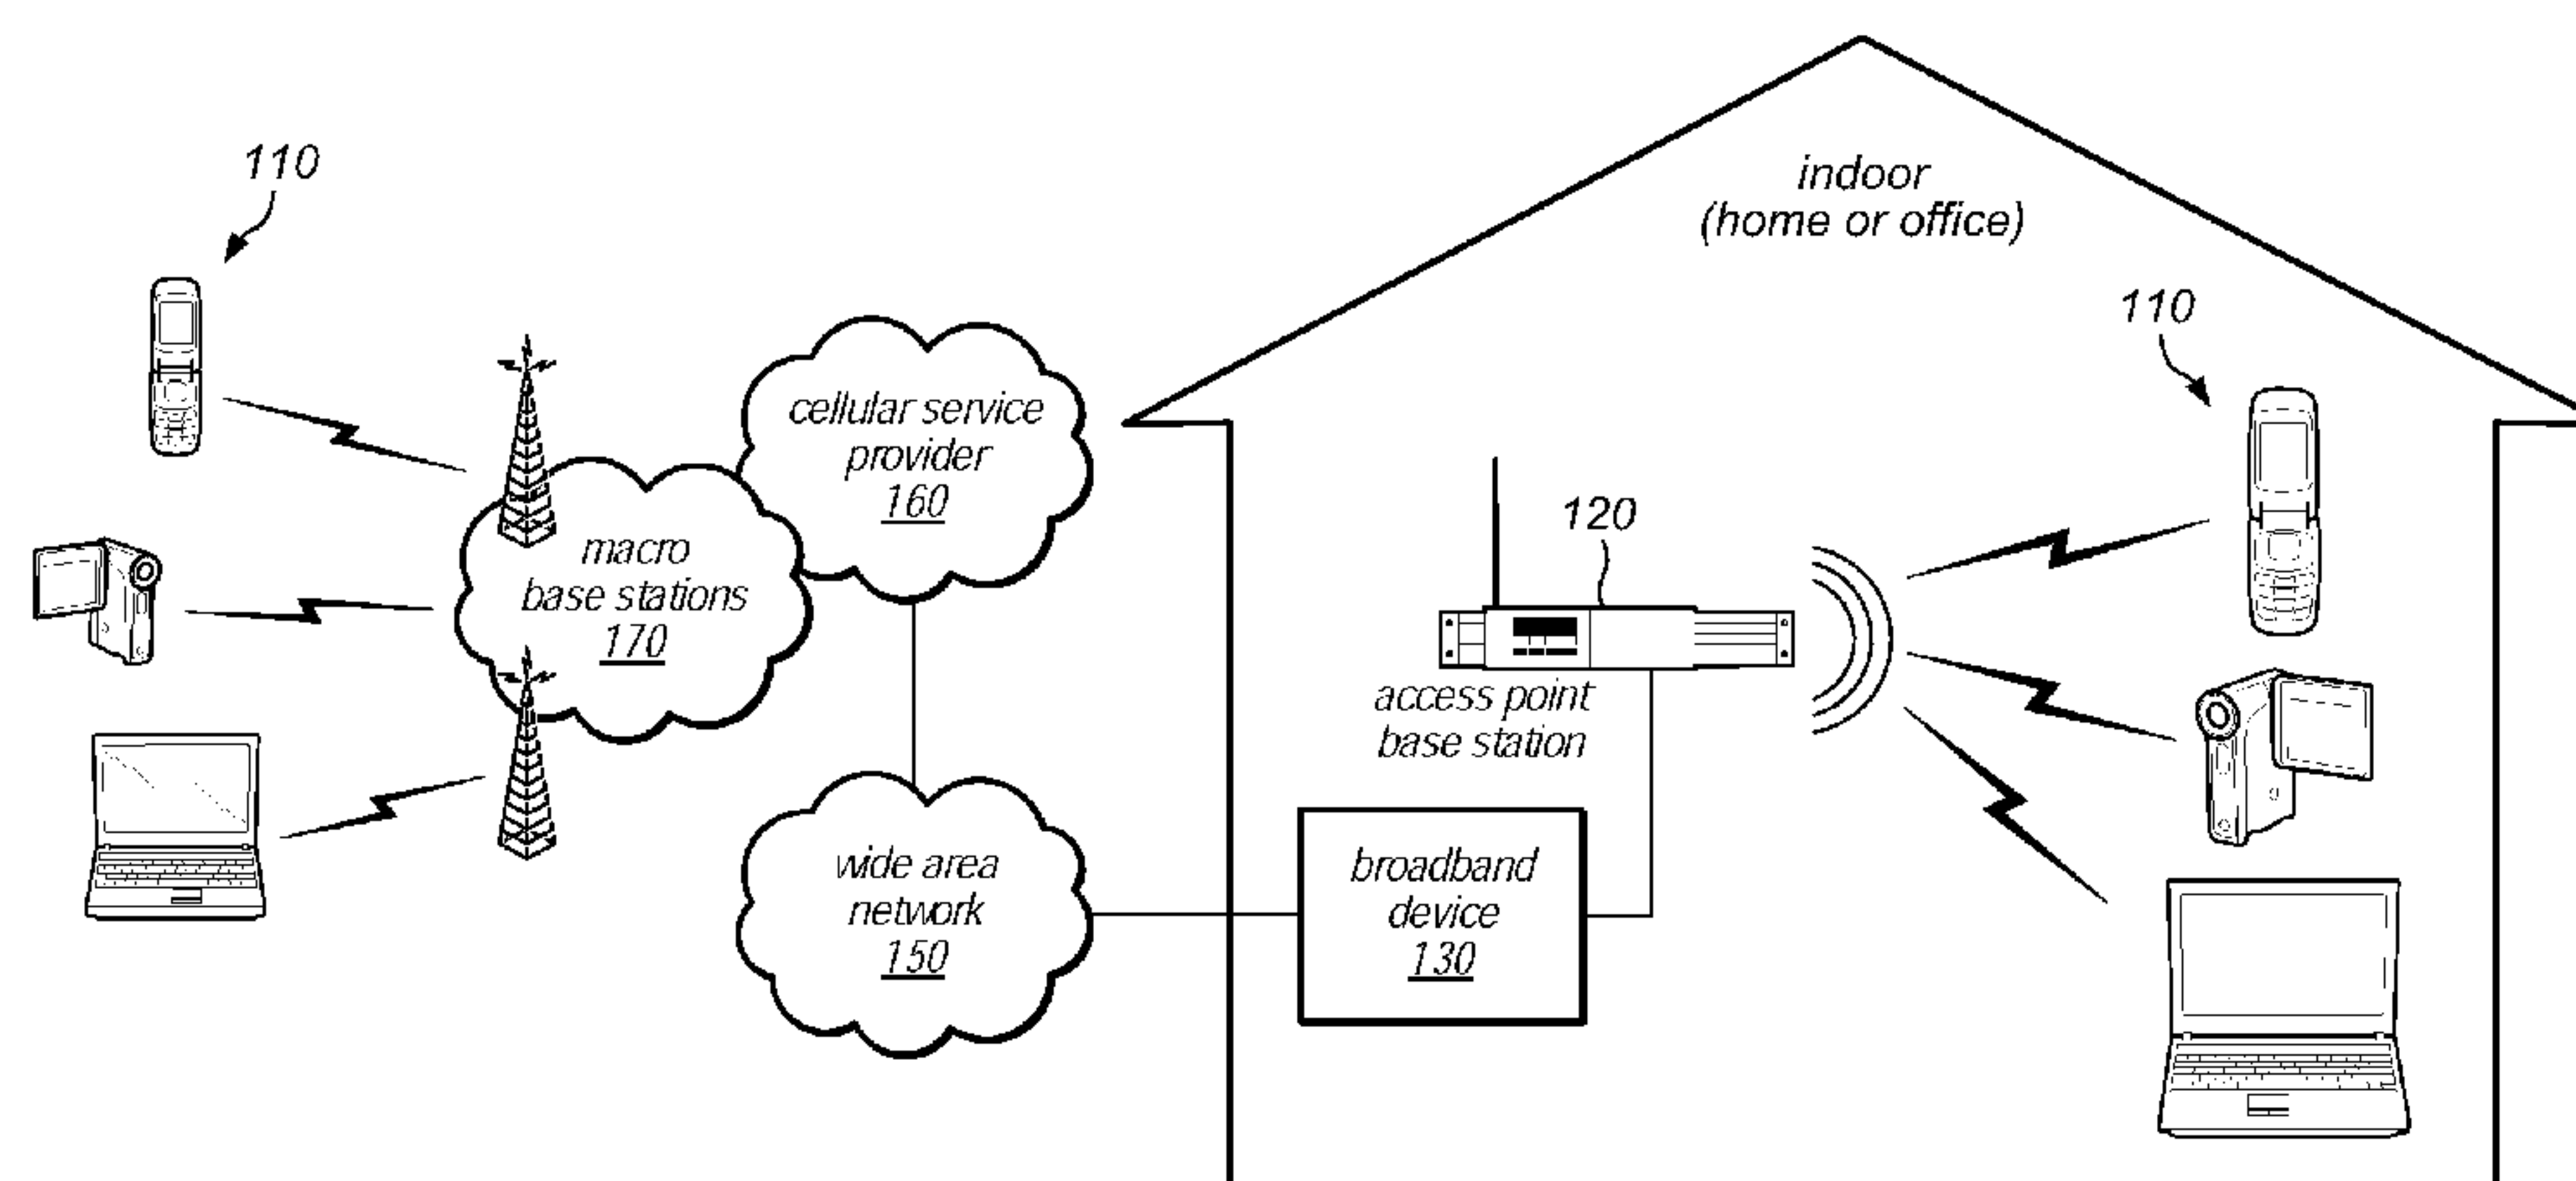 110
indoor
(home or office)
110
cellular service
provider
160
120
macro
base stations
170
access point
base station
wide area
network
150
broadband
device
130